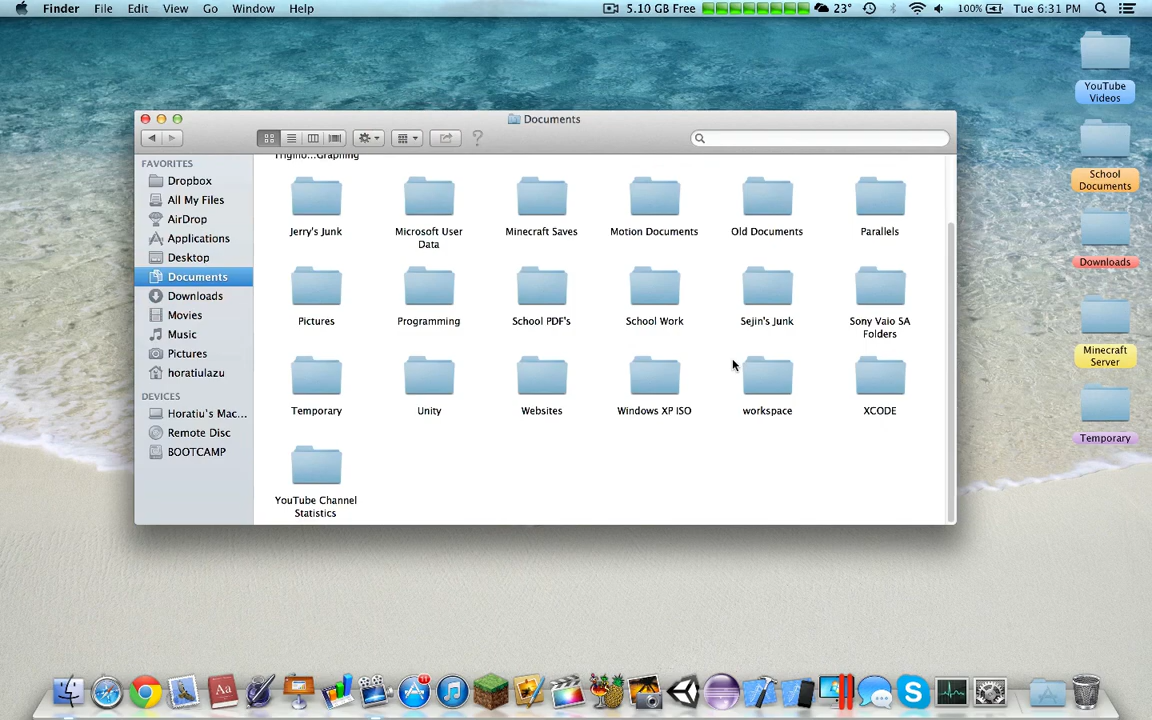 Finder File Edit View Go Window Help 5.10 GB Free 23° 100% Tue 6:31 PM
YouTube
Videos
School
Documents
Downloads
Minecraft
Server
Temporary
Documents
FAVORITES
Dropbox
All My Files
AirDrop
Applications
Desktop
Documents
Downloads
Movies
Music
Pictures
horatiulazu
DEVICES
Horatiu's Mac...
Remote Disc
BOOTCAMP
Jerry's Junk
Microsoft User
Data
Minecraft Saves
Motion Documents
Old Documents
Parallels
Pictures
Programming
School PDF's
School Work
Sejin's Junk
Sony Vaio SA
Folders
Temporary
Unity
Websites
Windows XP ISO
workspace
XCODE
YouTube Channel
Statistics
Aa